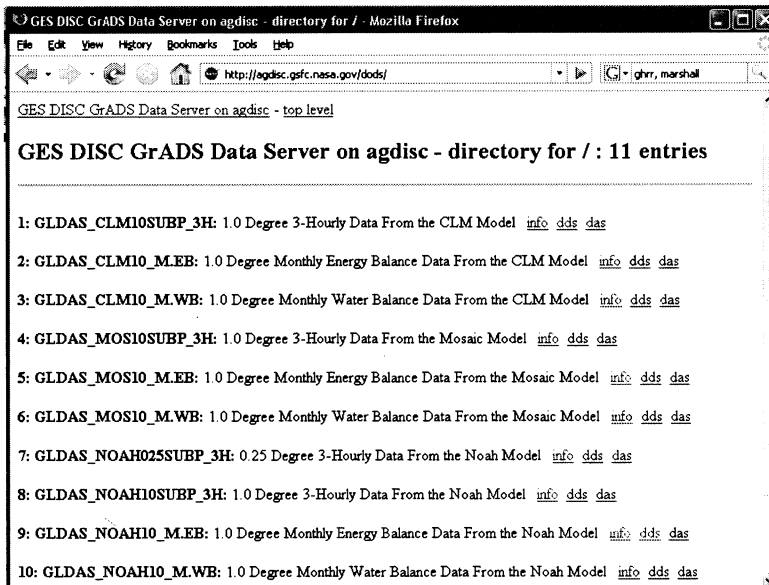 GES DISC GrADS Data Server on agdisc - directory for / - Mozilla Firefox
File Edit View History Bookmarks Tools Help
http://agdisc.gsfc.nasa.gov/dods/ G ghrr, marshall
GES DISC GrADS Data Server on agdisc - top level
GES DISC GrADS Data Server on agdisc - directory for / : 11 entries
1: GLDAS_CLM10SUBP_3H: 1.0 Degree 3-Hourly Data From the CLM Model info dds das
2: GLDAS_CLM10_M.EB: 1.0 Degree Monthly Energy Balance Data From the CLM Model info dds das
3: GLDAS_CLM10_M.WB: 1.0 Degree Monthly Water Balance Data From the CLM Model info dds das
4: GLDAS_MOS10SUBP_3H: 1.0 Degree 3-Hourly Data From the Mosaic Model info dds das
5: GLDAS_MOS10_M.EB: 1.0 Degree Monthly Energy Balance Data From the Mosaic Model info dds das
6: GLDAS_MOS10_M.WB: 1.0 Degree Monthly Water Balance Data From the Mosaic Model info dds das
7: GLDAS_NOAH025SUBP_3H: 0.25 Degree 3-Hourly Data From the Noah Model info dds das
8: GLDAS_NOAH10SUBP_3H: 1.0 Degree 3-Hourly Data From the Noah Model info dds das
9: GLDAS_NOAH10_M.EB: 1.0 Degree Monthly Energy Balance Data From the Noah Model info dds das
10: GLDAS_NOAH10_M.WB: 1.0 Degree Monthly Water Balance Data From the Noah Model info dds das